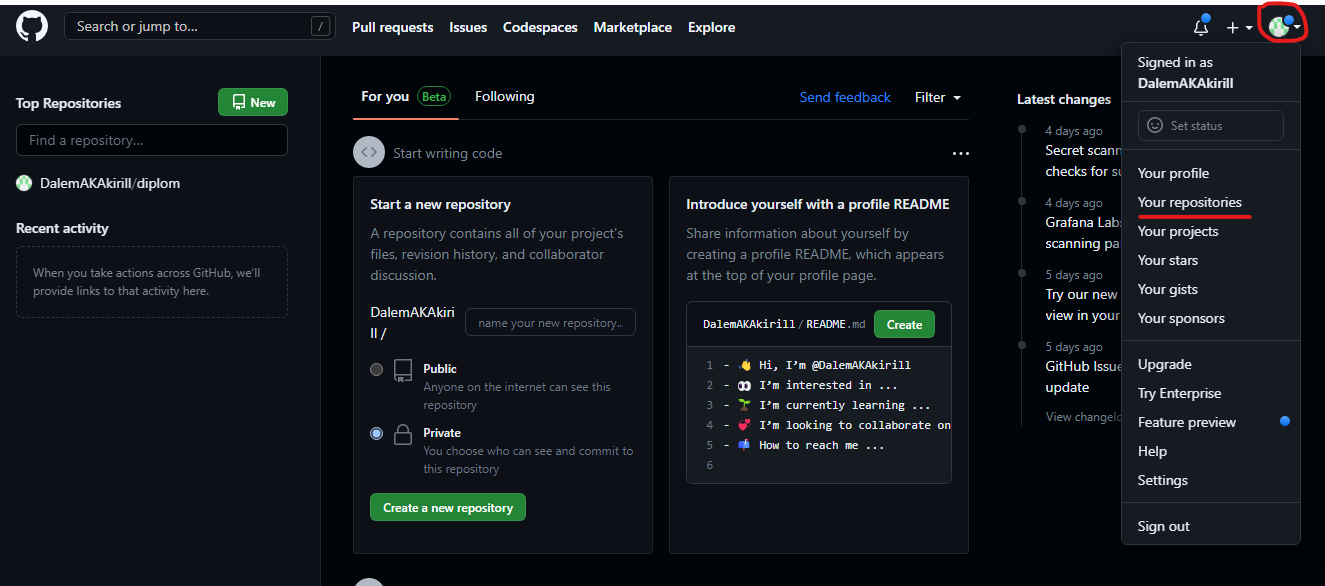 Search or jump to...
/
Pull requests
Issues
Codespaces
Marketplace
Explore
Top Repositories
New
Find a repository...
DalemAKAkirill/diplom
Recent activity
When you take actions across GitHub, we'll
provide links to that activity here.
For you
Beta
Following
Send feedback
Filter
Start writing code
Start a new repository
A repository contains all of your project's
files, revision history, and collaborator
discussion.
DalemAKAkiri
ll /
name your new repository...
Public
Anyone on the internet can see this
repository
Private
You choose who can see and commit to
this repository
Create a new repository
Introduce yourself with a profile README
Share information about yourself by
creating a profile README, which appears
at the top of your profile page.
DalemAKAkirill / README.md
Create
1 - 👋 Hi, I'm @DalemAKAkirill
2 - 👀 I'm interested in ...
3 - 🌱 I'm currently learning ...
4 - 💞️ I'm looking to collaborate on
5 - 📫 How to reach me ...
6
Latest changes
4 days ago
Secret scann
checks for su
4 days ago
Grafana Labs
scanning pa
5 days ago
Try our new
view in your
5 days ago
GitHub Issue
update
View changelo
Signed in as
DalemAKAkirill
Set status
Your profile
Your repositories
Your projects
Your stars
Your gists
Your sponsors
Upgrade
Try Enterprise
Feature preview
Help
Settings
Sign out